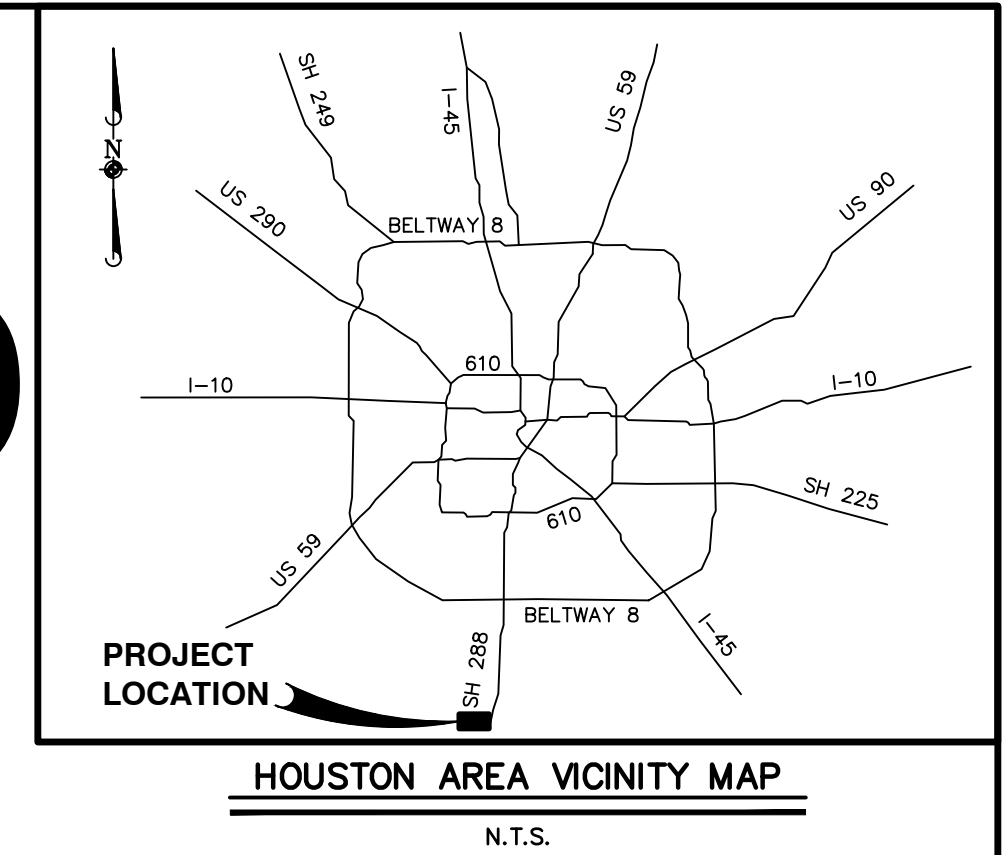 SH 249
I-45
US 59
N
US 290
BELTWAY 8
US 90
610
I-10
I-10
SH 225
610
US 59
BELTWAY 8
I-45
SH 288
PROJECT
LOCATION
HOUSTON AREA VICINITY MAP
N.T.S.